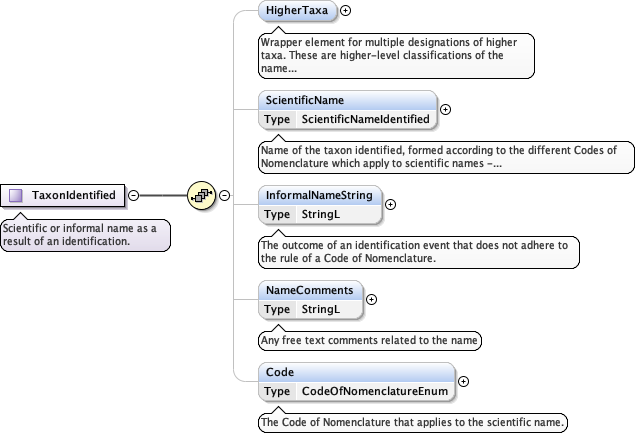 HigherTaxa
Wrapper element for multiple designations of higher
taxa. These are higher-level classifications of the
name...
ScientificName
Type ScientificNameIdentified
Name of the taxon identified, formed according to the different Codes of
Nomenclature which apply to scientific names -...
TaxonIdentified
Scientific or informal name as a
result of an identification.
InformalNameString
Type StringL
The outcome of an identification event that does not adhere to
the rule of a Code of Nomenclature.
NameComments
Type StringL
Any free text comments related to the name
Code
Type CodeOfNomenclatureEnum
The Code of Nomenclature that applies to the scientific name.